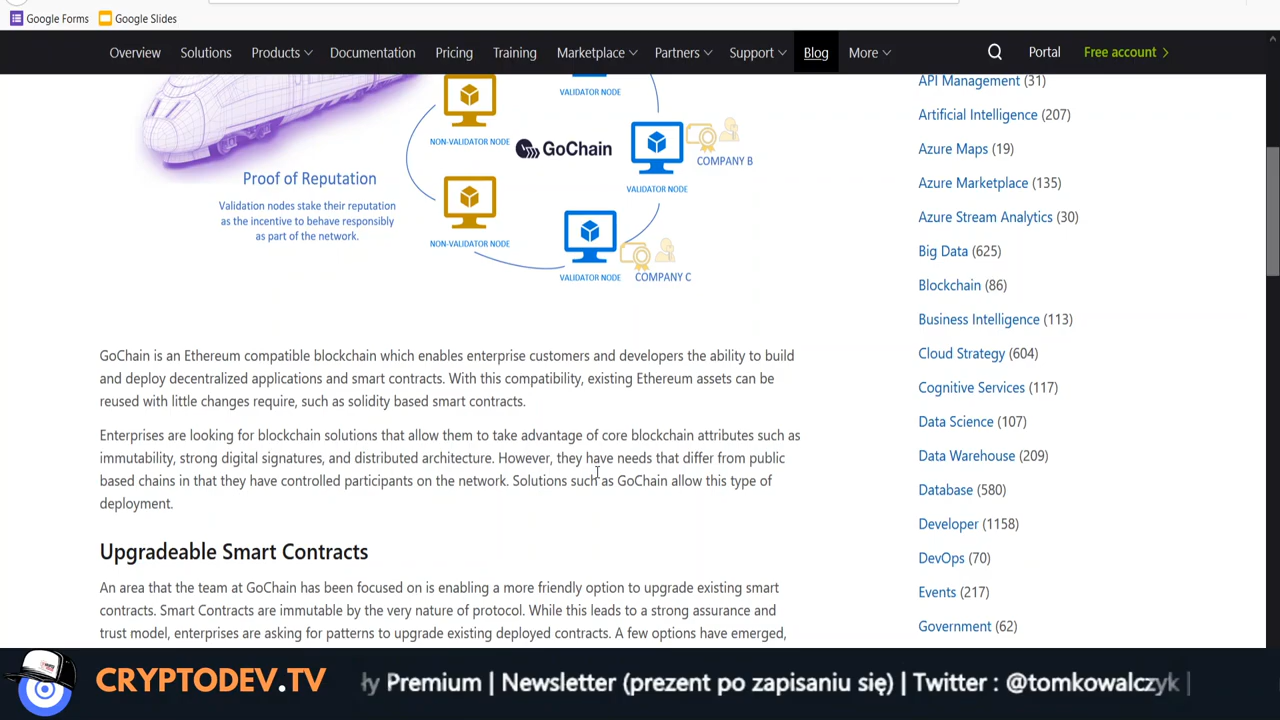 Google Forms
Google Slides
Overview
Solutions
Products
Documentation
Pricing
Training
Marketplace
Partners
Support
Blog
More
Portal
Free account
NON-VALIDATOR NODE
Proof of Reputation
Validation nodes stake their reputation
as the incentive to behave responsibly
as part of the network.
VALIDATOR NODE
GoChain
COMPANY B
VALIDATOR NODE
NON-VALIDATOR NODE
VALIDATOR NODE
COMPANY C
GoChain is an Ethereum compatible blockchain which enables enterprise customers and developers the ability to build
and deploy decentralized applications and smart contracts. With this compatibility, existing Ethereum assets can be
reused with little changes require, such as solidity based smart contracts.
Enterprises are looking for blockchain solutions that allow them to take advantage of core blockchain attributes such as
immutability, strong digital signatures, and distributed architecture. However, they have needs that differ from public
based chains in that they have controlled participants on the network. Solutions such as GoChain allow this type of
deployment.
Upgradeable Smart Contracts
An area that the team at GoChain has been focused on is enabling a more friendly option to upgrade existing smart
contracts. Smart Contracts are immutable by the very nature of protocol. While this leads to a strong assurance and
trust model, enterprises are asking for patterns to upgrade existing deployed contracts. A few options have emerged,
API Management (31)
Artificial Intelligence (207)
Azure Maps (19)
Azure Marketplace (135)
Azure Stream Analytics (30)
Big Data (625)
Blockchain (86)
Business Intelligence (113)
Cloud Strategy (604)
Cognitive Services (117)
Data Science (107)
Data Warehouse (209)
Database (580)
Developer (1158)
DevOps (70)
Events (217)
Government (62)
CRYPTODEV.TV
ły Premium | Newsletter (prezent po zapisaniu się) | Twitter : @tomkowalczyk |